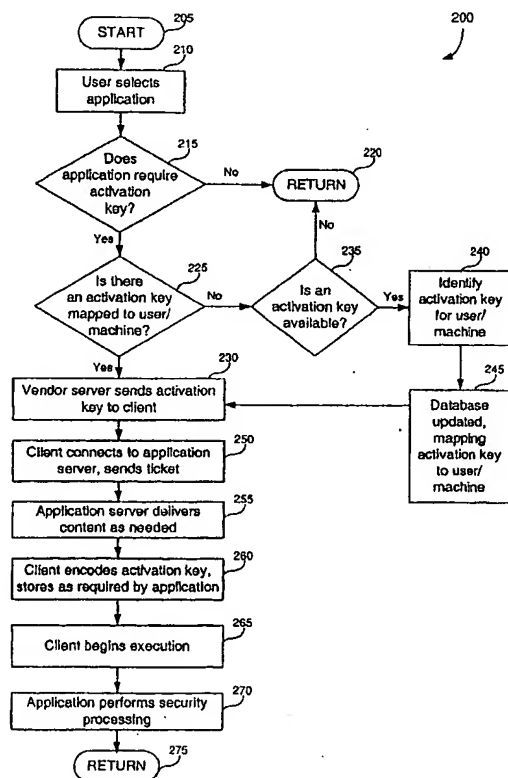 START
205
200
210
User selects
application
215
Does
application require
activation
key?
No
220
RETURN
Yes
No
225
Is there
an activation key
mapped to user/
machine?
No
235
Is an
activation key
available?
Yes
240
Identify
activation key
for user/
machine
Yes
230
Vendor server sends activation
key to client
245
Database
updated,
mapping
activation key
to user/
machine
250
Client connects to application
server, sends ticket
255
Application server delivers
content as needed
260
Client encodes activation key,
stores as required by application
265
Client begins execution
270
Application performs security
processing
RETURN
275